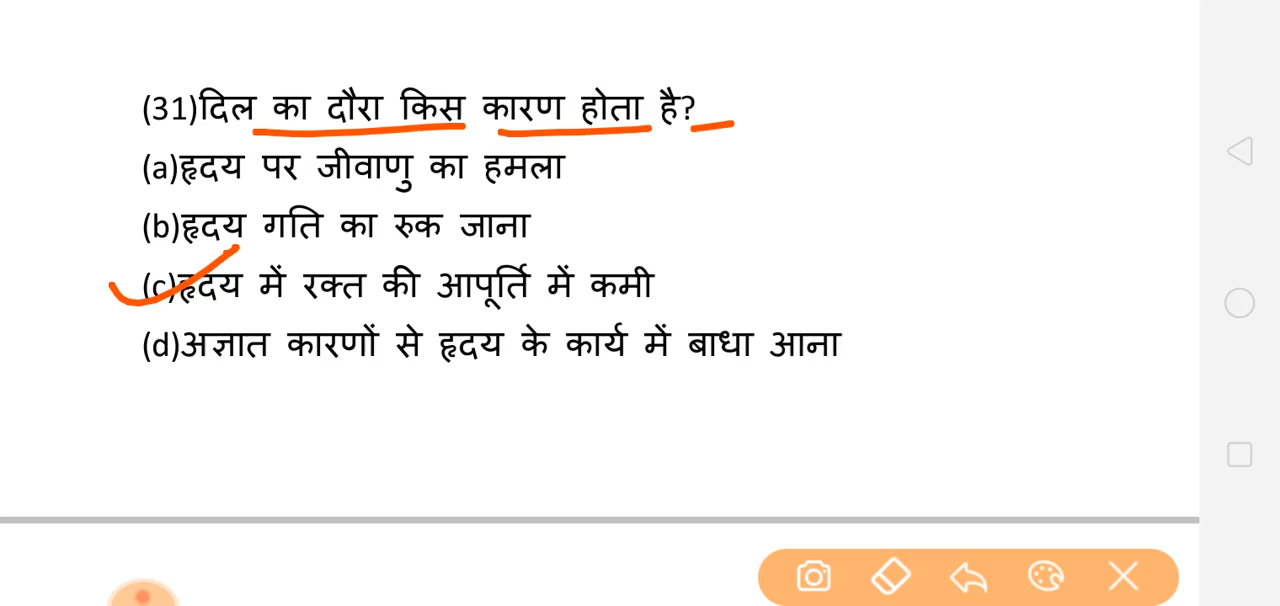 (31)दिल का दौरा किस कारण होता है?
(a)हृदय पर जीवाणु का हमला
(b)हृदय गति का रुक जाना
(c)हृदय में रक्त की आपूर्ति में कमी
(d)अज्ञात कारणों से हृदय के कार्य में बाधा आना